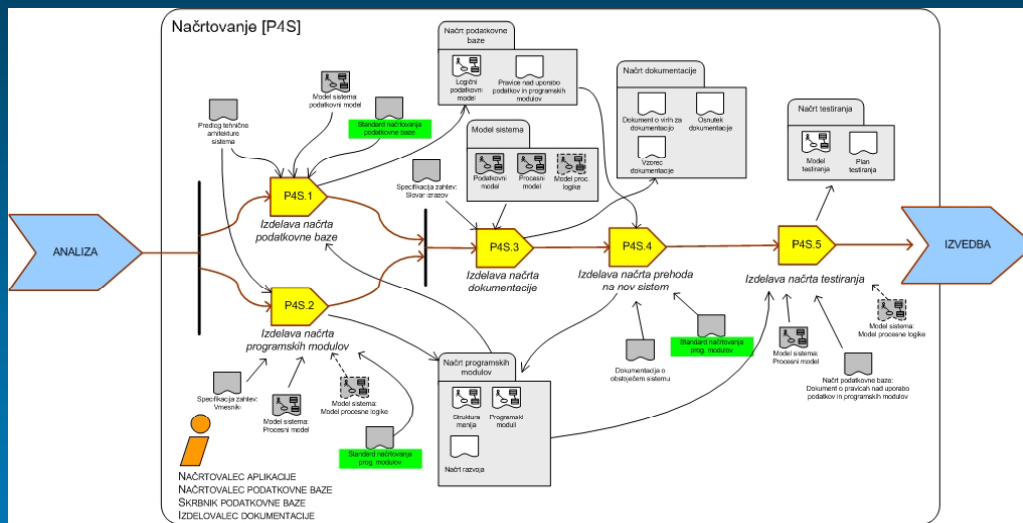 Načrtovanje [P4S]
Načrt podatkovne
baze
Logični
podatkovni
model
Pravice nad uporabo
podatkov in programskih
modulov
Model sistema:
podatkovni model
Predlog tehnične
arhitekture
sistema
Standard načrtovanja
podatkovne baze
Načrt dokumentacije
Dokument o virih za
dokumentacijo
Osnutek
dokumentacije
Vzorec
dokumentacije
Načrt testiranja
Model
testiranja
Plan
testiranja
Model sistema
Podatkovni
model
Procesni
model
Model proc.
logike
Specifikacija zahtev:
Slovar izrazov
ANALIZA
P4S.1
Izdelava načrta
podatkovne baze
P4S.2
Izdelava načrta
programskih modulov
P4S.3
Izdelava načrta
dokumentacije
P4S.4
Izdelava načrta prehoda
na nov sistem
P4S.5
Izdelava načrta testiranja
IZVEDBA
Specifikacija zahtev:
Vmesniki
Model sistema:
Procesni model
Model sistema:
Model procesne logike
Standard načrtovanja
prog. modulov
Načrt programskih
modulov
Struktura
menija
Programski
moduli
Načrt razvoja
Dokumentacija o
obstoječem sistemu
Standard načrtovanja
prog. modulov
Model sistema:
Procesni model
Model sistema:
Model procesne logike
Načrt podatkovne baze:
Dokument o pravicah nad uporabo
podatkov in programskih modulov
NAČRTOVALEC APLIKACIJE
NAČRTOVALEC PODATKOVNE BAZE
SKRBNIK PODATKOVNE BAZE
IZDELOVALEC DOKUMENTACIJE